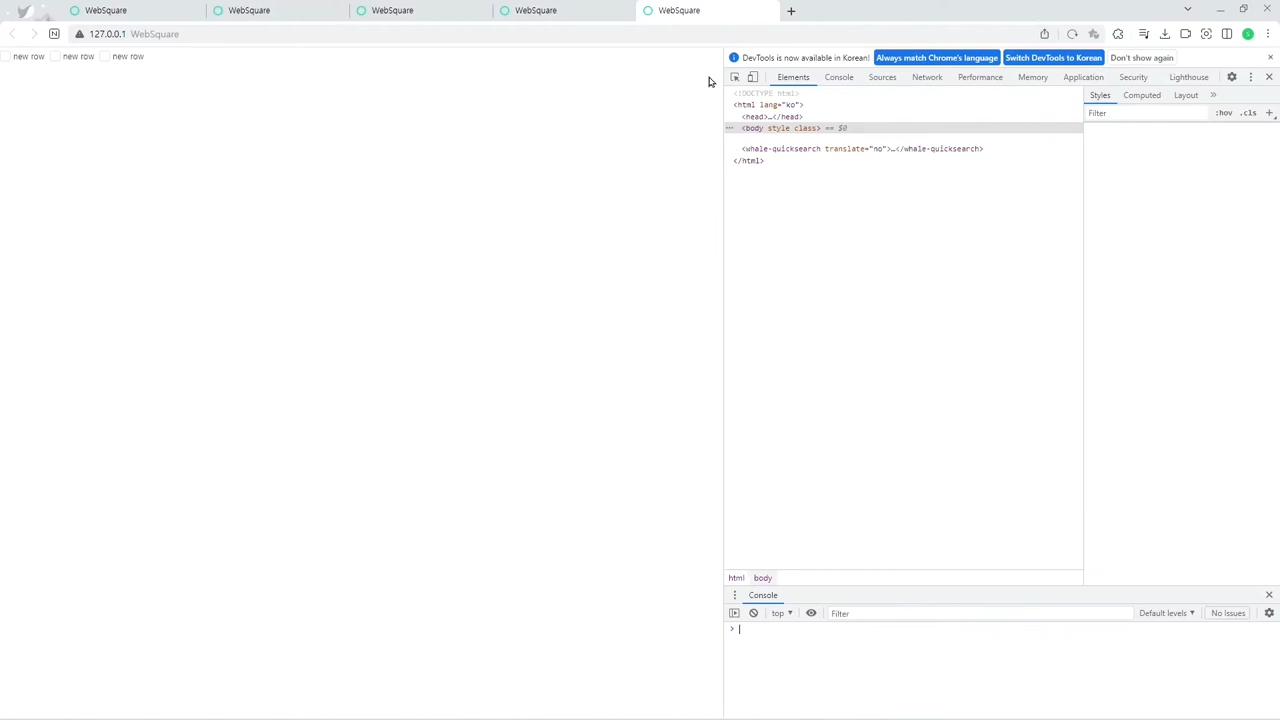 WebSquare WebSquare WebSquare WebSquare WebSquare
127.0.0.1 WebSquare
new row new row new row
DevTools is now available in Korean! Always match Chrome's language Switch DevTools to Korean Don't show again
Elements Console Sources Network Performance Memory Application Security Lighthouse
<!DOCTYPE html>
<html lang="ko">
<head>…</head>
<body style class> == $0
<whale-quicksearch translate="no">…</whale-quicksearch>
</html>
Styles Computed Layout »
Filter :hov .cls +
html body
Console
top ▾ Filter Default levels ▾ No Issues
>